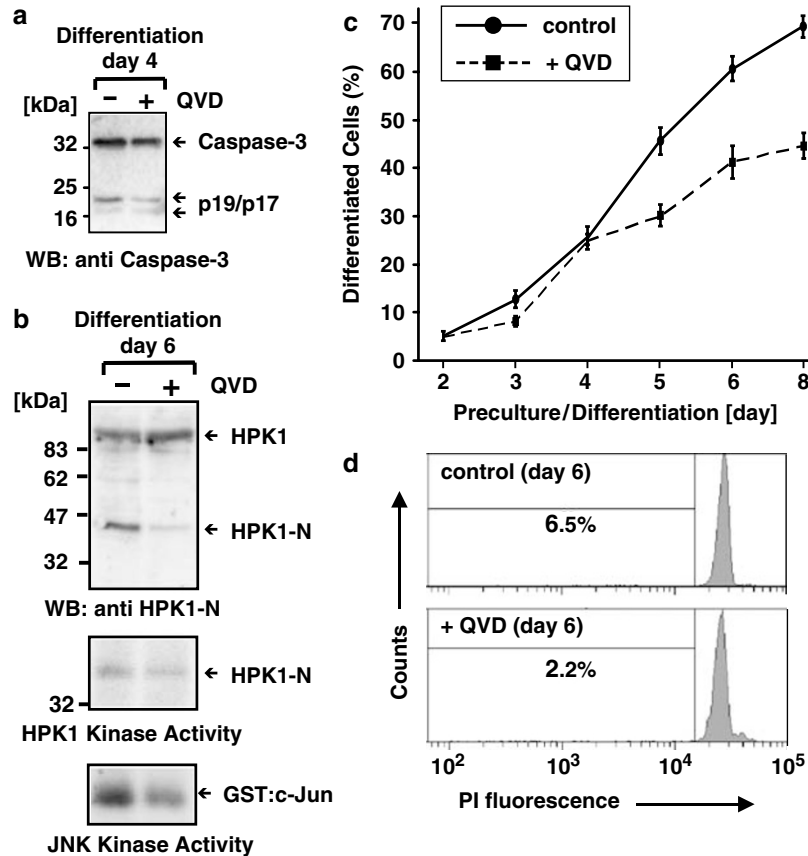 a
Differentiation
day 4
[kDa] – + QVD
32 Caspase-3
25
p19/p17
16
WB: anti Caspase-3
b
Differentiation
day 6
– + QVD
[kDa]
HPK1
83
62
47
HPK1-N
32
WB: anti HPK1-N
HPK1-N
32
HPK1 Kinase Activity
GST:c-Jun
JNK Kinase Activity
c
control
+ QVD
Differentiated Cells (%)
70
60
50
40
30
20
10
0
2 3 4 5 6 8
Preculture/Differentiation [day]
d
control (day 6)
6.5%
+ QVD (day 6)
2.2%
Counts
10² 10³ 10⁴ 10⁵
PI fluorescence